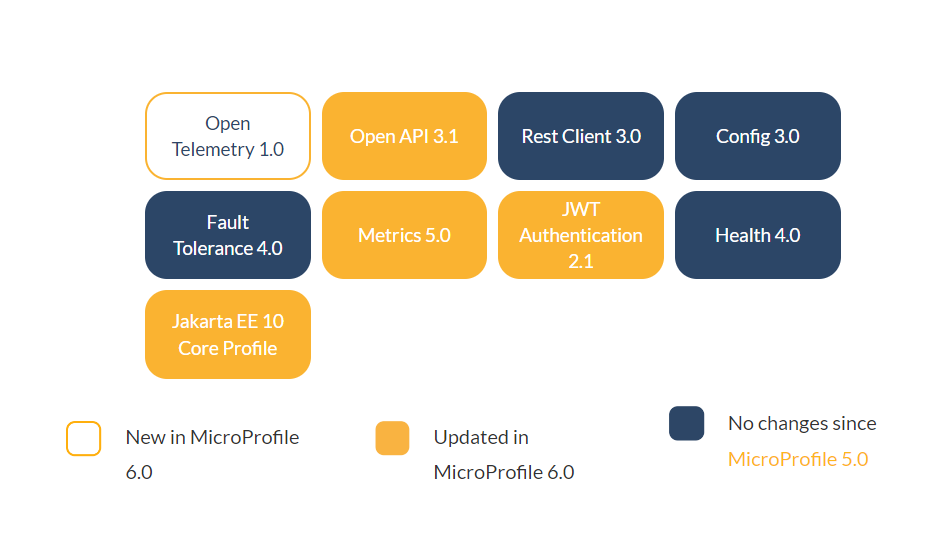 Open
Telemetry 1.0
Open API 3.1
Rest Client 3.0
Config 3.0
Fault
Tolerance 4.0
Metrics 5.0
JWT
Authentication
2.1
Health 4.0
Jakarta EE 10
Core Profile
New in MicroProfile
6.0
Updated in
MicroProfile 6.0
No changes since
MicroProfile 5.0